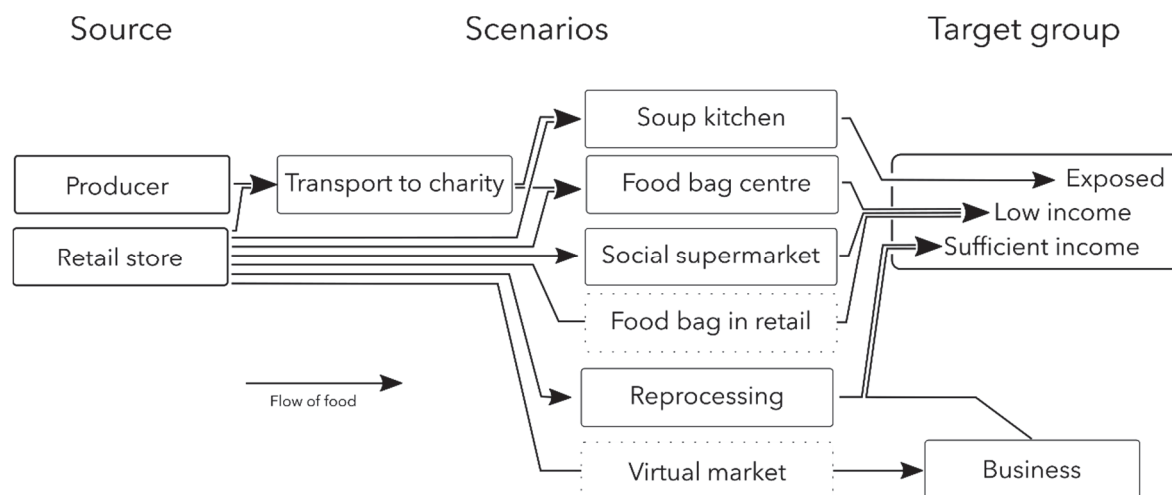 Source
Scenarios
Target group
Soup kitchen
Producer
Transport to charity
Food bag centre
Exposed
Low income
Retail store
Social supermarket
Sufficient income
Food bag in retail
Flow of food
Reprocessing
Virtual market
Business